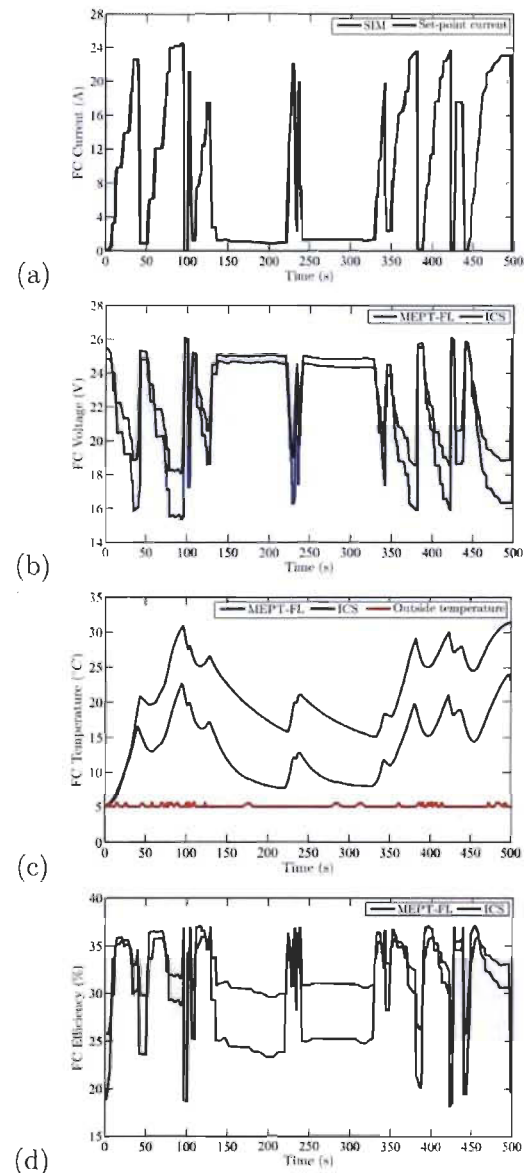 28
24
20
16
12
8
4
0
FC Current (A)
SIM Set-point current
0 50 100 150 200 250 300 350 400 450 500
Time (s)
(a)
28
26
24
22
20
18
16
14
FC Voltage (V)
MEPT-FL ICS
0 50 100 150 200 250 300 350 400 450 500
Time (s)
(b)
35
30
25
20
15
10
5
0
FC Temperature (°C)
MEPT-FL ICS Outside temperature
0 50 100 150 200 250 300 350 400 450 500
Time (s)
(c)
40
35
30
25
20
15
FC Efficiency (%)
MEPT-FL ICS
0 50 100 150 200 250 300 350 400 450 500
Time (s)
(d)